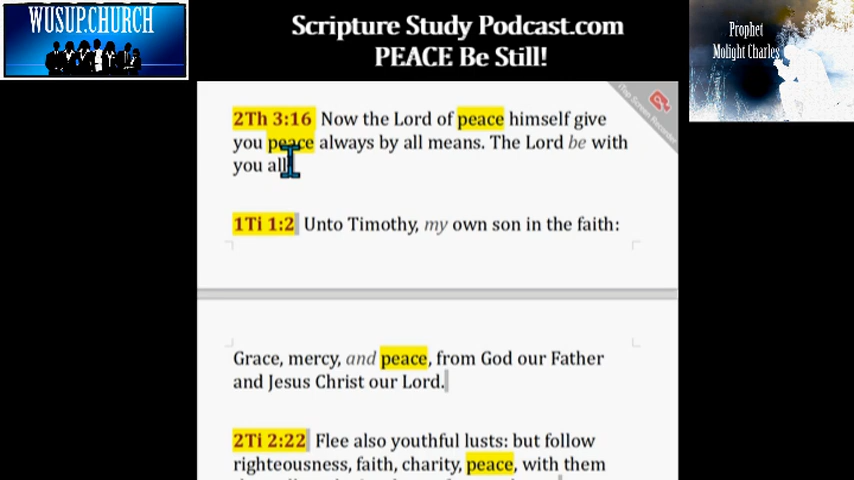 WUSUP.CHURCH
Scripture Study Podcast.com
PEACE Be Still!
Prophet
Molight Charles
iTop Screen Recorder
2Th 3:16 Now the Lord of peace himself give
you peace always by all means. The Lord be with
you all
1Ti 1:2 Unto Timothy, my own son in the faith:
Grace, mercy, and peace, from God our Father
and Jesus Christ our Lord.
2Ti 2:22 Flee also youthful lusts: but follow
righteousness, faith, charity, peace, with them